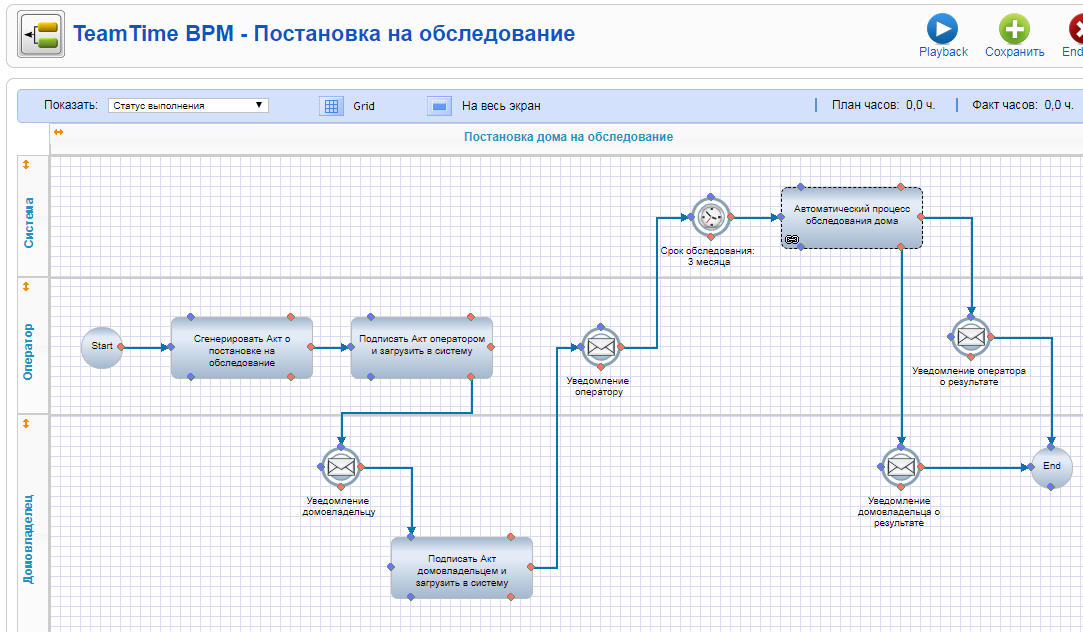 TeamTime BPM - Постановка на обследование
Playback
Сохранить
End
Показать:
Статус выполнения
Grid
На весь экран
План часов: 0,0 ч.
Факт часов: 0,0 ч.
Постановка дома на обследование
Система
Автоматический процесс
обследования дома
Срок обследования:
3 месяца
Оператор
Start
Сгенерировать Акт о
постановке на
обследование
Подписать Акт оператором
и загрузить в систему
Уведомление
оператору
Уведомление оператора
о результате
Домовладелец
Уведомление
домовладельцу
Уведомление
домовладельца о
результате
End
Подписать Акт
домовладельцем и
загрузить в систему